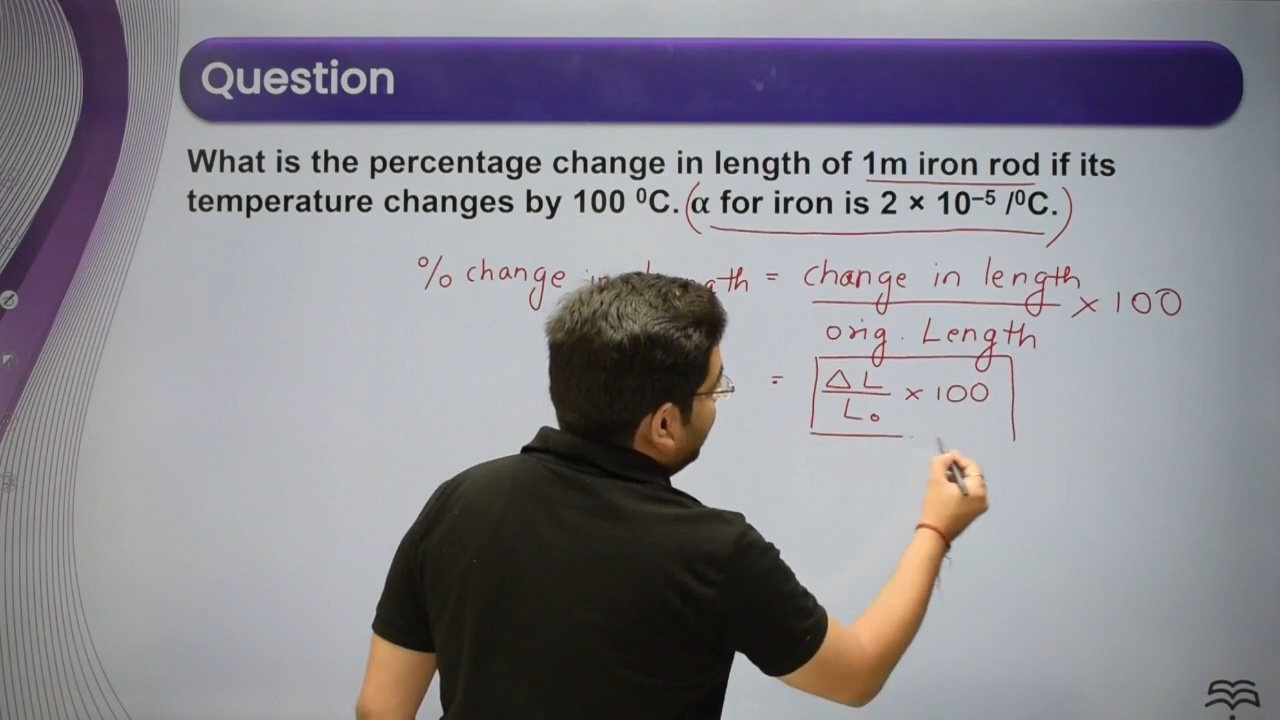 Question
What is the percentage change in length of 1m iron rod if its
temperature changes by 100 ⁰C. (α for iron is 2 × 10⁻⁵ /⁰C.)
% change = change in length × 100
orig. Length
= ΔL × 100
L₀